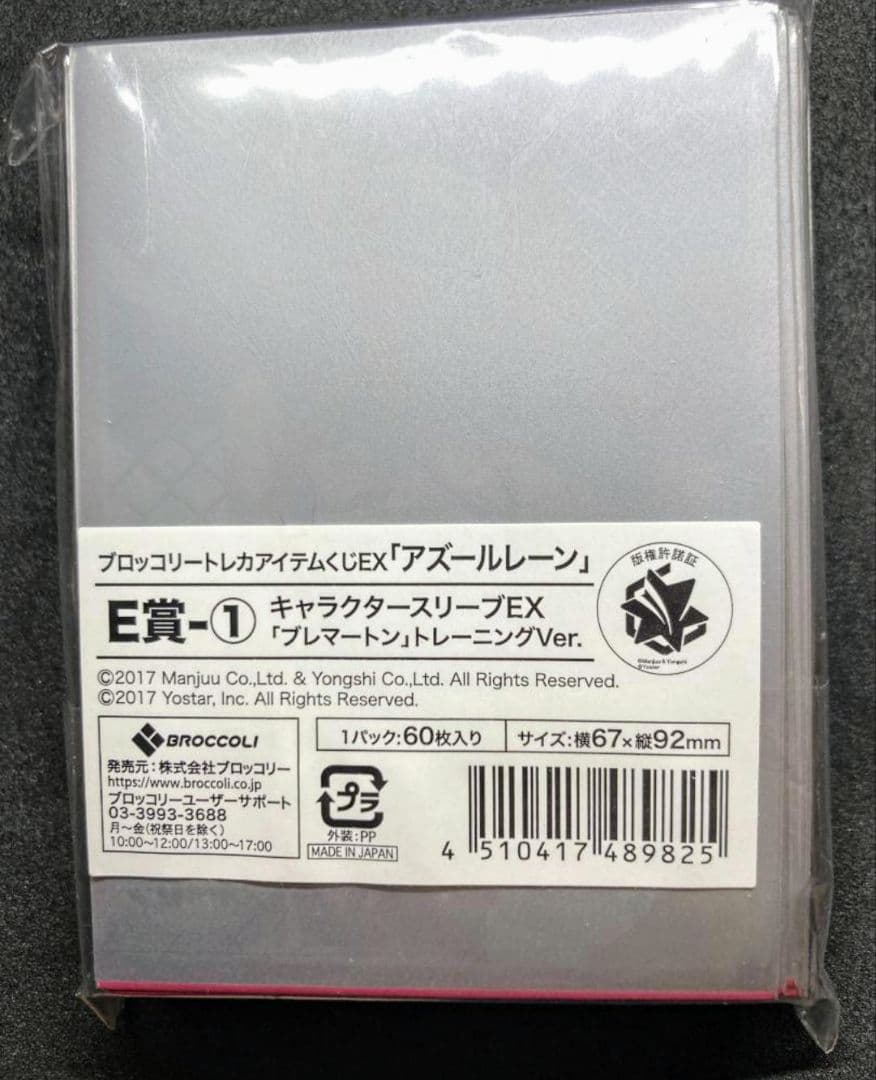 ブロッコリートレカアイテムくじEX「アズールレーン」
版権許諾証
©Manjuu & Yongshi
©Yostar
E賞-①
キャラクタースリーブEX
「ブレマートン」トレーニングVer.
©2017 Manjuu Co.,Ltd. & Yongshi Co.,Ltd. All Rights Reserved.
©2017 Yostar, Inc. All Rights Reserved.
BROCCOLI
発売元:株式会社ブロッコリー
https://www.broccoli.co.jp
ブロッコリーユーザーサポート
03-3993-3688
月〜金(祝祭日を除く)
10:00〜12:00/13:00〜17:00
1パック:60枚入り
サイズ:横67×縦92mm
プラ
外装:PP
MADE IN JAPAN
4 510417 489825